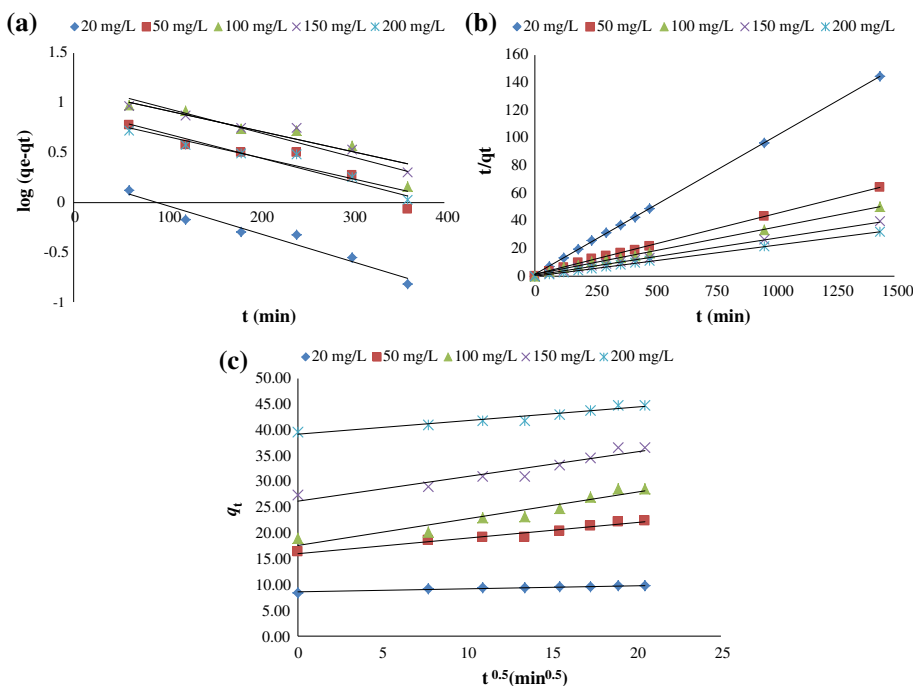 (a)
20 mg/L 50 mg/L 100 mg/L 150 mg/L 200 mg/L
1.5
1
0.5
0
-0.5
-1
0 100 200 300 400
log (qe-qt)
t (min)
(b)
20 mg/L 50 mg/L 100 mg/L 150 mg/L 200 mg/L
160
140
120
100
80
60
40
20
0
0 250 500 750 1000 1250 1500
t/qt
t (min)
(c)
20 mg/L 50 mg/L 100 mg/L 150 mg/L 200 mg/L
50.00
45.00
40.00
35.00
30.00
25.00
20.00
15.00
10.00
5.00
0.00
0 5 10 15 20 25
qt
t 0.5(min0.5)